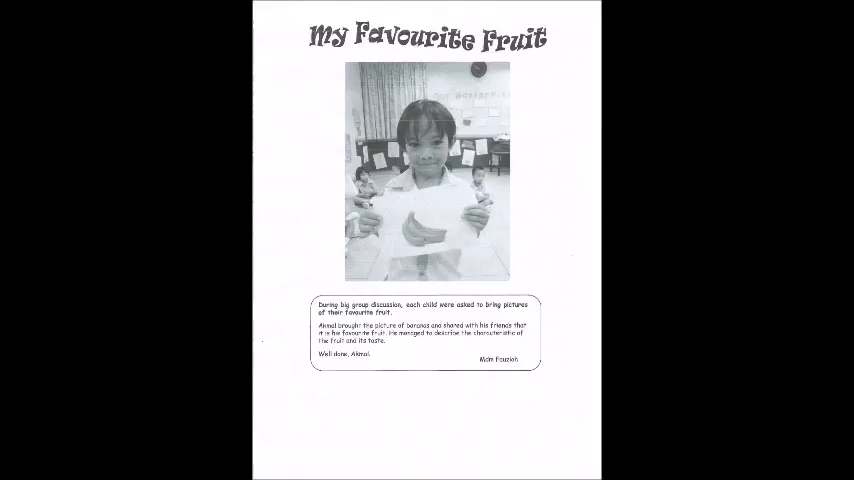 My Favourite Fruit
During big group discussion, each child were asked to bring pictures
of their favourite fruit.
Akmal brought the picture of bananas and shared with his friends that
it is his favourite fruit. He managed to describe the characteristic of
the fruit and its taste.
Well done, Akmal.
Mdm Fauziah